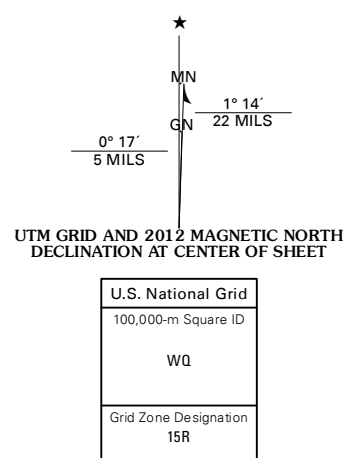 ★
MN
1° 14´
22 MILS
GN
0° 17´
5 MILS
UTM GRID AND 2012 MAGNETIC NORTH
DECLINATION AT CENTER OF SHEET
U.S. National Grid
100,000-m Square ID
WQ
Grid Zone Designation
15R